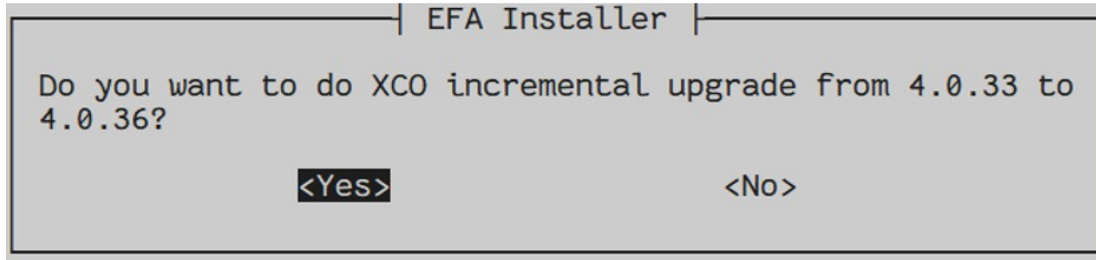 EFA Installer
Do you want to do XCO incremental upgrade from 4.0.33 to
4.0.36?
<Yes> <No>